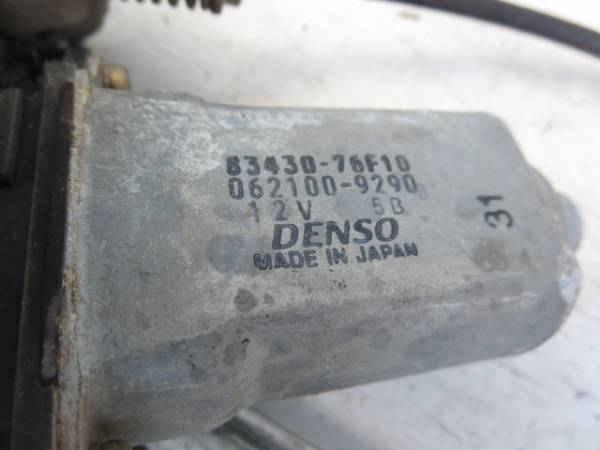 83430-76F10
062100-9290
12V 5B
DENSO
MADE IN JAPAN
31